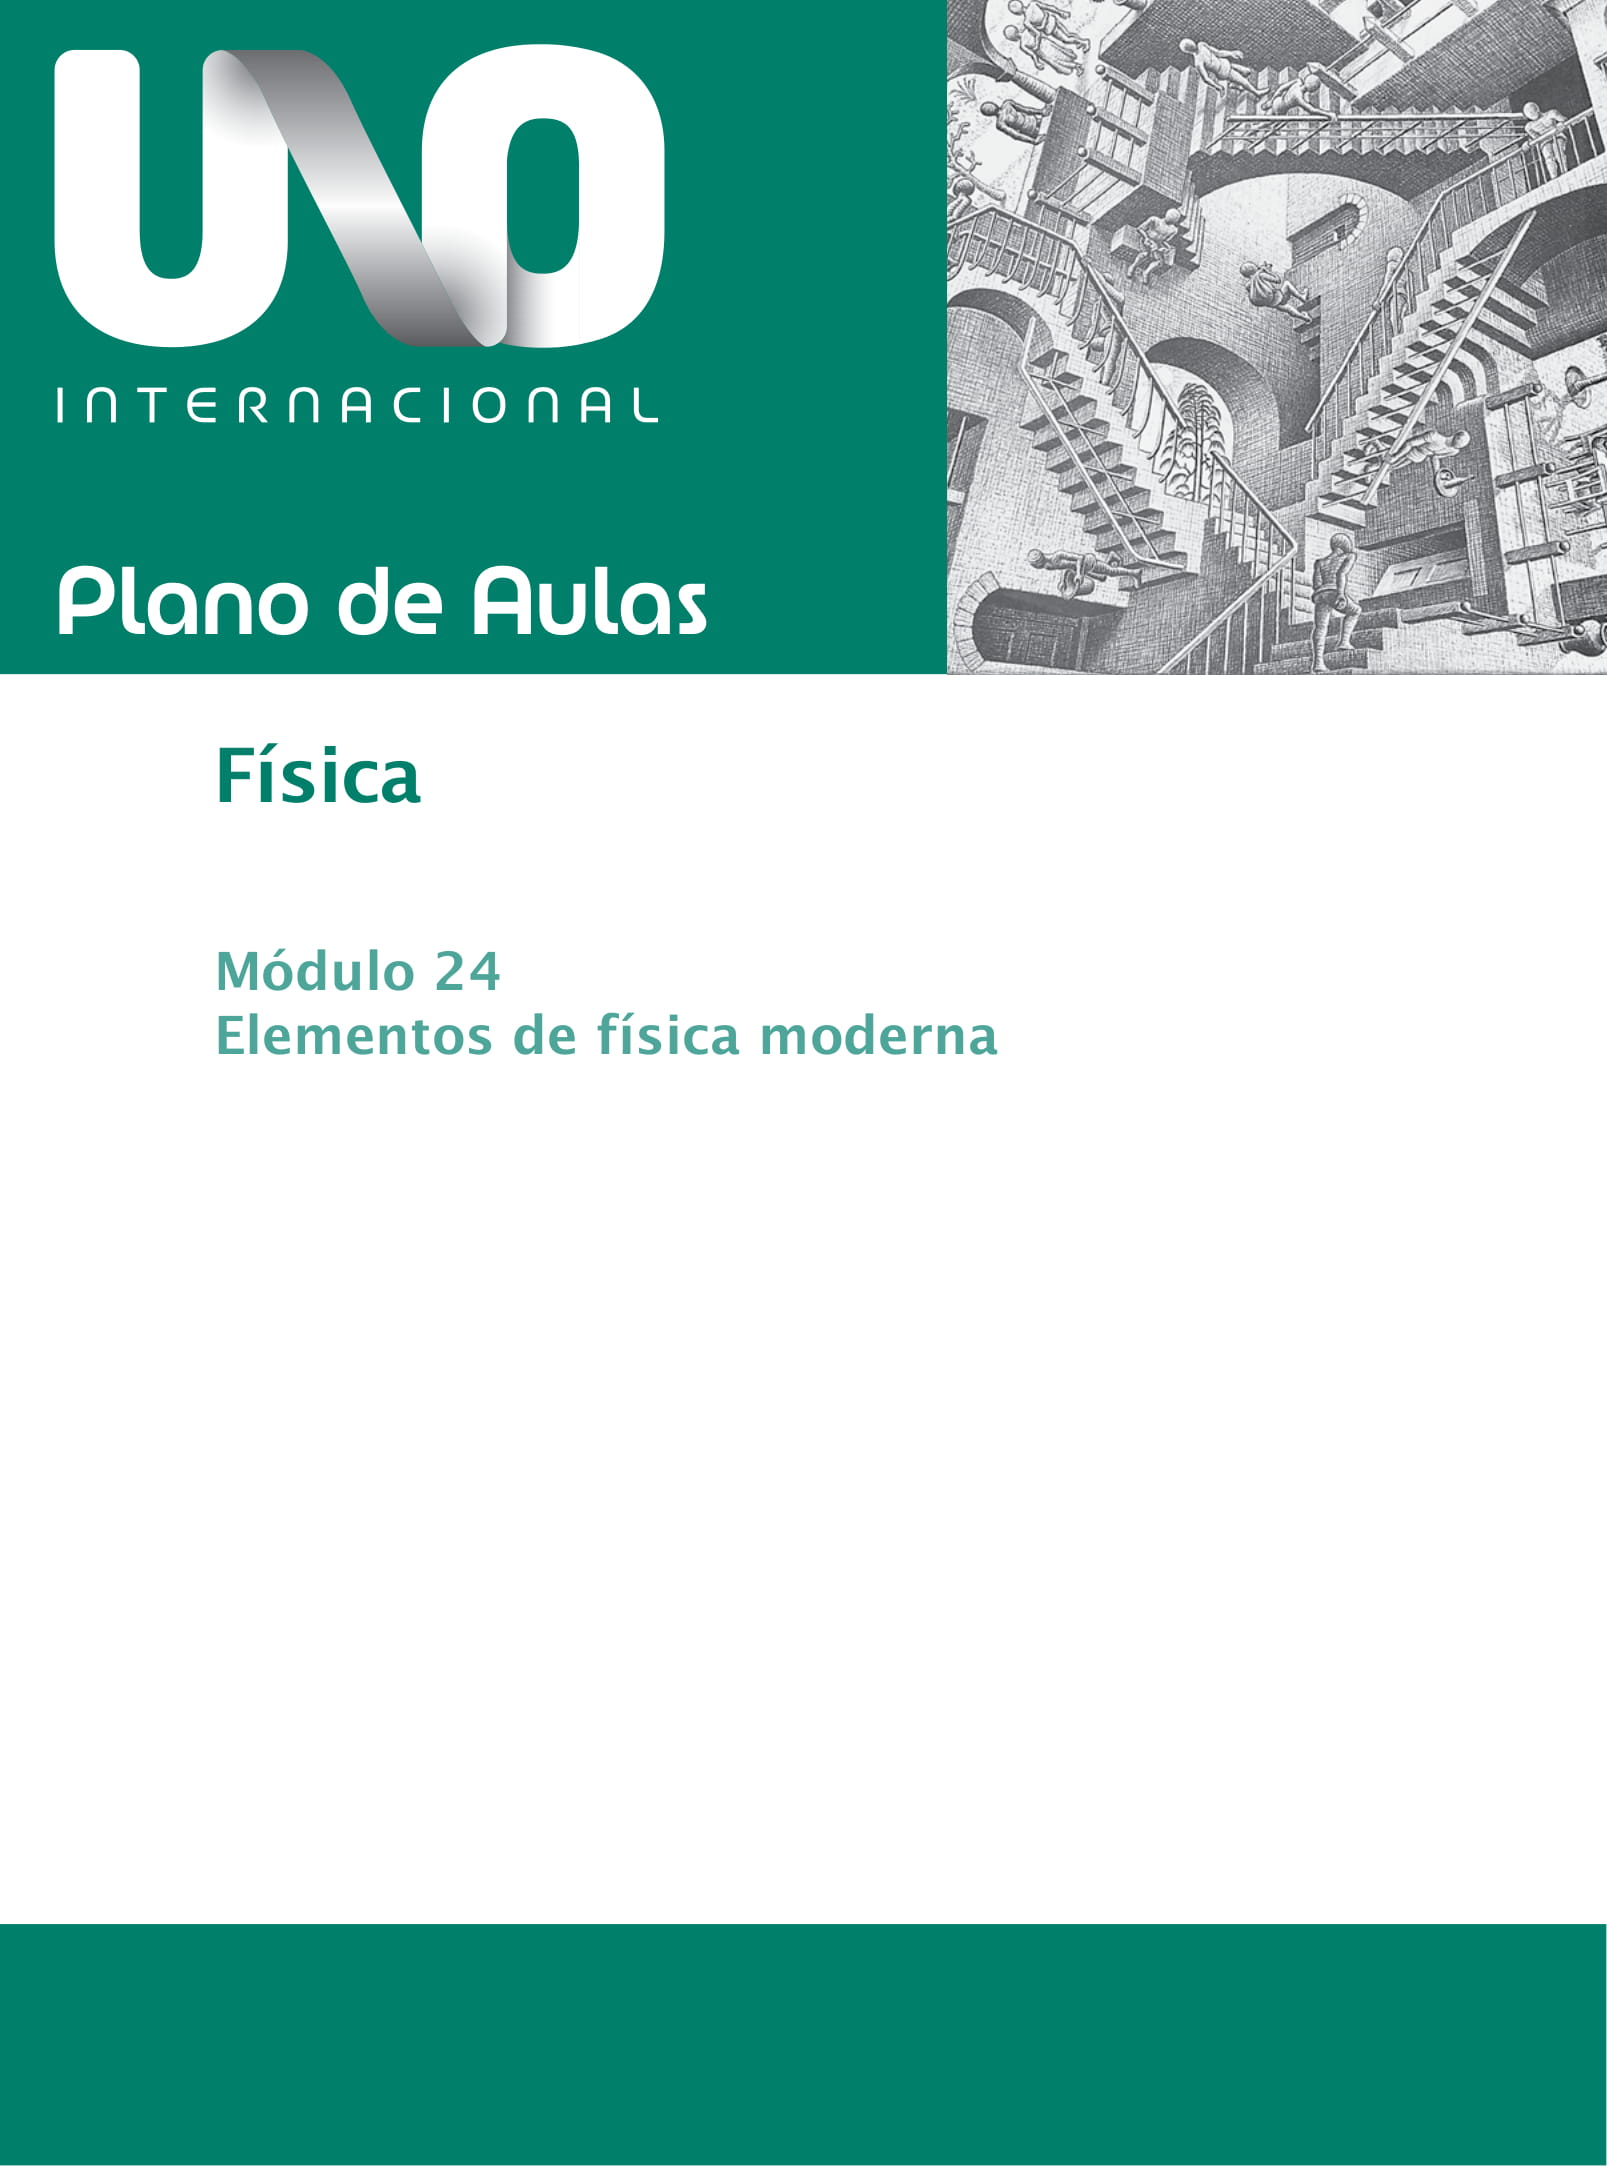 UNO
INTERNACIONAL
Plano de Aulas
Física
Módulo 24
Elementos de física moderna